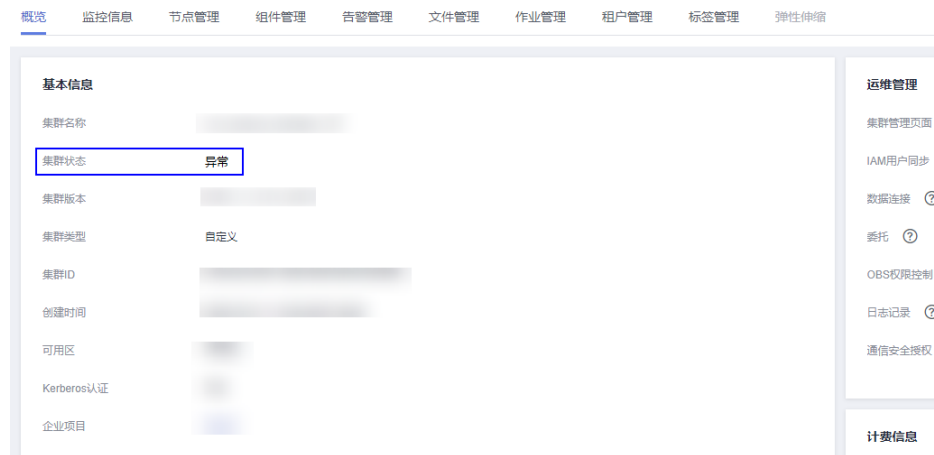 概览 监控信息 节点管理 组件管理 告警管理 文件管理 作业管理 租户管理 标签管理 弹性伸缩
基本信息
集群名称
集群状态 异常
集群版本
集群类型 自定义
集群ID
创建时间
可用区
Kerberos认证
企业项目
运维管理
集群管理页面
IAM用户同步
数据连接
委托
OBS权限控制
日志记录
通信安全授权
计费信息